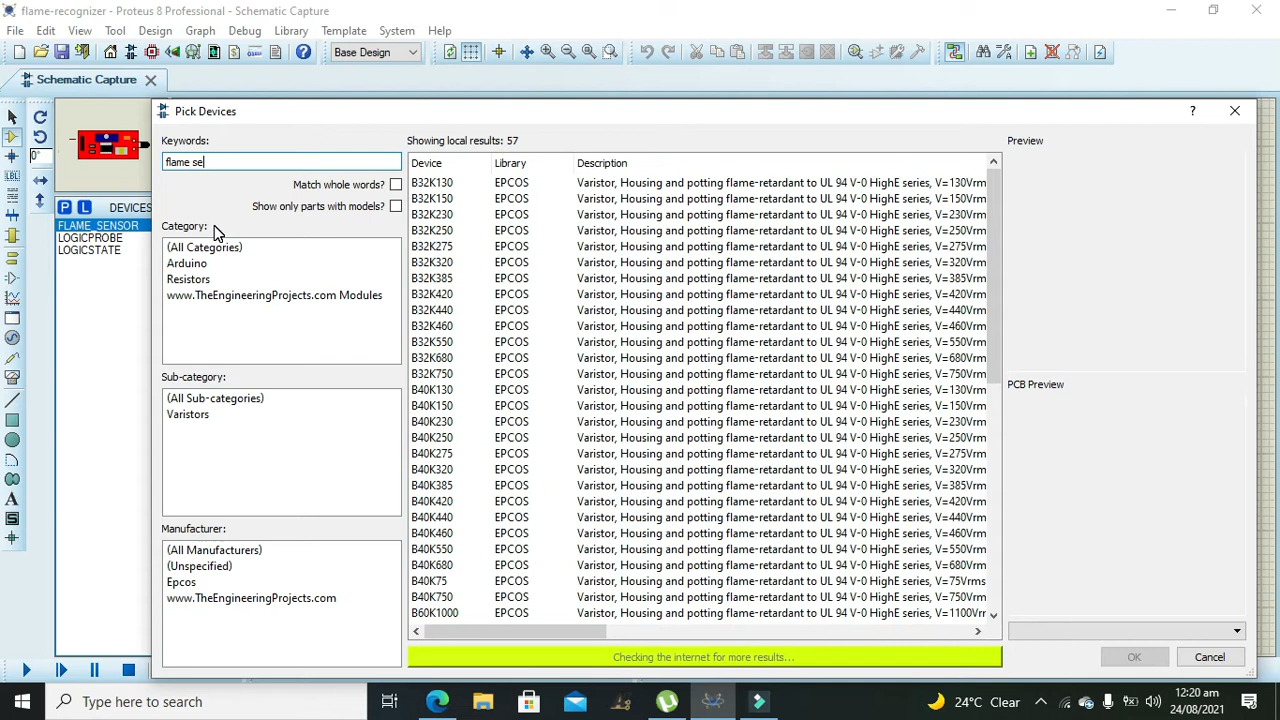 flame-recognizer - Proteus 8 Professional - Schematic Capture
File Edit View Tool Design Graph Debug Library Template System Help
Base Design
Schematic Capture
Pick Devices
Keywords:
flame se
Match whole words?
Show only parts with models?
0°
P L DEVICES
FLAME_SENSOR
LOGICPROBE
LOGICSTATE
Category:
(All Categories)
Arduino
Resistors
www.TheEngineeringProjects.com Modules
Sub-category:
(All Sub-categories)
Varistors
Manufacturer:
(All Manufacturers)
(Unspecified)
Epcos
www.TheEngineeringProjects.com
Showing local results: 57
Device Library Description
B32K130 EPCOS Varistor, Housing and potting flame-retardant to UL 94 V-0 HighE series, V=130Vrm
B32K150 EPCOS Varistor, Housing and potting flame-retardant to UL 94 V-0 HighE series, V=150Vrm
B32K230 EPCOS Varistor, Housing and potting flame-retardant to UL 94 V-0 HighE series, V=230Vrm
B32K250 EPCOS Varistor, Housing and potting flame-retardant to UL 94 V-0 HighE series, V=250Vrm
B32K275 EPCOS Varistor, Housing and potting flame-retardant to UL 94 V-0 HighE series, V=275Vrm
B32K320 EPCOS Varistor, Housing and potting flame-retardant to UL 94 V-0 HighE series, V=320Vrm
B32K385 EPCOS Varistor, Housing and potting flame-retardant to UL 94 V-0 HighE series, V=385Vrm
B32K420 EPCOS Varistor, Housing and potting flame-retardant to UL 94 V-0 HighE series, V=420Vrm
B32K440 EPCOS Varistor, Housing and potting flame-retardant to UL 94 V-0 HighE series, V=440Vrm
B32K460 EPCOS Varistor, Housing and potting flame-retardant to UL 94 V-0 HighE series, V=460Vrm
B32K550 EPCOS Varistor, Housing and potting flame-retardant to UL 94 V-0 HighE series, V=550Vrm
B32K680 EPCOS Varistor, Housing and potting flame-retardant to UL 94 V-0 HighE series, V=680Vrm
B32K750 EPCOS Varistor, Housing and potting flame-retardant to UL 94 V-0 HighE series, V=750Vrm
B40K130 EPCOS Varistor, Housing and potting flame-retardant to UL 94 V-0 HighE series, V=130Vrm
B40K150 EPCOS Varistor, Housing and potting flame-retardant to UL 94 V-0 HighE series, V=150Vrm
B40K230 EPCOS Varistor, Housing and potting flame-retardant to UL 94 V-0 HighE series, V=230Vrm
B40K250 EPCOS Varistor, Housing and potting flame-retardant to UL 94 V-0 HighE series, V=250Vrm
B40K275 EPCOS Varistor, Housing and potting flame-retardant to UL 94 V-0 HighE series, V=275Vrm
B40K320 EPCOS Varistor, Housing and potting flame-retardant to UL 94 V-0 HighE series, V=320Vrm
B40K385 EPCOS Varistor, Housing and potting flame-retardant to UL 94 V-0 HighE series, V=385Vrm
B40K420 EPCOS Varistor, Housing and potting flame-retardant to UL 94 V-0 HighE series, V=420Vrm
B40K440 EPCOS Varistor, Housing and potting flame-retardant to UL 94 V-0 HighE series, V=440Vrm
B40K460 EPCOS Varistor, Housing and potting flame-retardant to UL 94 V-0 HighE series, V=460Vrm
B40K550 EPCOS Varistor, Housing and potting flame-retardant to UL 94 V-0 HighE series, V=550Vrm
B40K680 EPCOS Varistor, Housing and potting flame-retardant to UL 94 V-0 HighE series, V=680Vrm
B40K75 EPCOS Varistor, Housing and potting flame-retardant to UL 94 V-0 HighE series, V=75Vrms
B40K750 EPCOS Varistor, Housing and potting flame-retardant to UL 94 V-0 HighE series, V=750Vrm
B60K1000 EPCOS Varistor, Housing and potting flame-retardant to UL 94 V-0 HighE series, V=1100Vr
Checking the internet for more results...
Preview
PCB Preview
OK Cancel
Type here to search
24°C Clear
12:20 am
24/08/2021